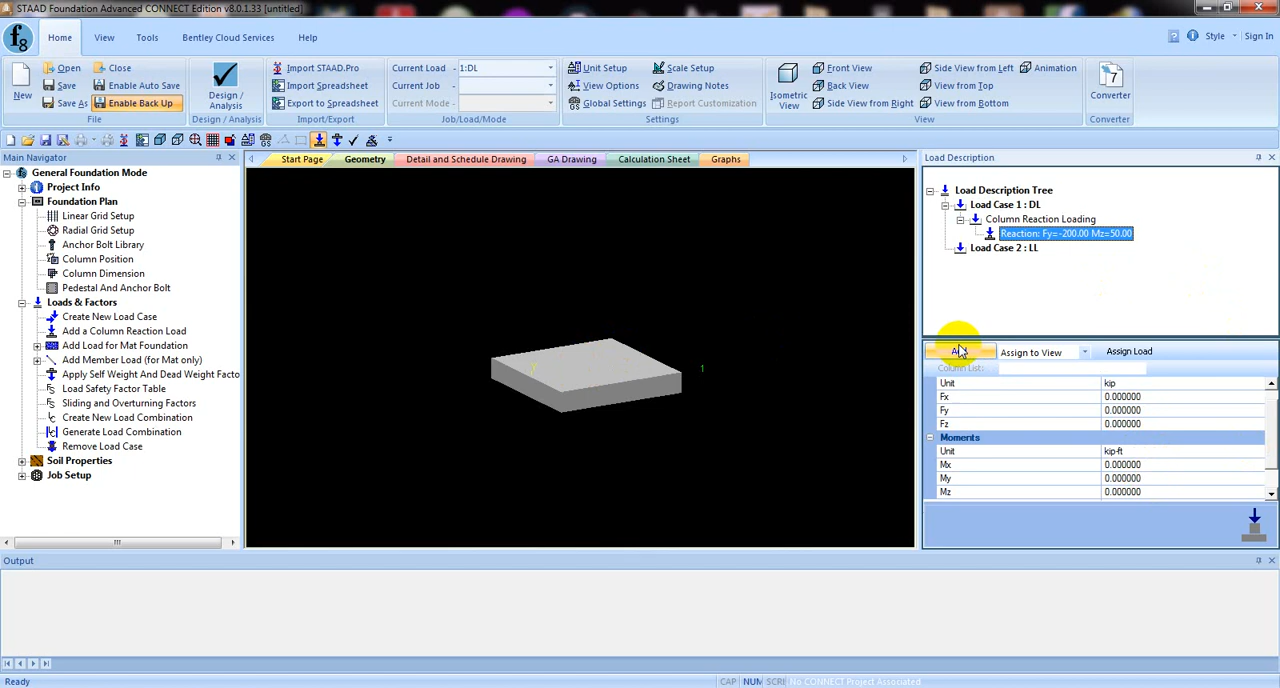 STAAD Foundation Advanced CONNECT Edition v8.0.1.33 [untitled]
Home View Tools Bentley Cloud Services Help Style Sign In
New
Open
Close
Save
Enable Auto Save
Save As
Enable Back Up
File
Design / Analysis
Design / Analysis
Import STAAD.Pro
Import Spreadsheet
Export to Spreadsheet
Import/Export
Current Load - 1:DL
Current Job -
Current Mode -
Job/Load/Mode
Unit Setup
Scale Setup
View Options
Drawing Notes
Global Settings
Report Customization
Settings
Isometric View
Front View
Side View from Left
Animation
Back View
View from Top
Side View from Right
View from Bottom
View
Converter
Converter
Main Navigator
Start Page Geometry Detail and Schedule Drawing GA Drawing Calculation Sheet Graphs
Load Description
General Foundation Mode
Project Info
Foundation Plan
Linear Grid Setup
Radial Grid Setup
Anchor Bolt Library
Column Position
Column Dimension
Pedestal And Anchor Bolt
Loads & Factors
Create New Load Case
Add a Column Reaction Load
Add Load for Mat Foundation
Add Member Load (for Mat only)
Apply Self Weight And Dead Weight Facto
Load Safety Factor Table
Sliding and Overturning Factors
Create New Load Combination
Generate Load Combination
Remove Load Case
Soil Properties
Job Setup
Y
1
Load Description Tree
Load Case 1 : DL
Column Reaction Loading
Reaction: Fy=-200.00 Mz=50.00
Load Case 2 : LL
Assign to View Assign Load
Column List:
Unit kip
Fx 0.000000
Fy 0.000000
Fz 0.000000
Moments
Unit kip-ft
Mx 0.000000
My 0.000000
Mz 0.000000
Output
Ready
CAP NUM SCRL No CONNECT Project Associated